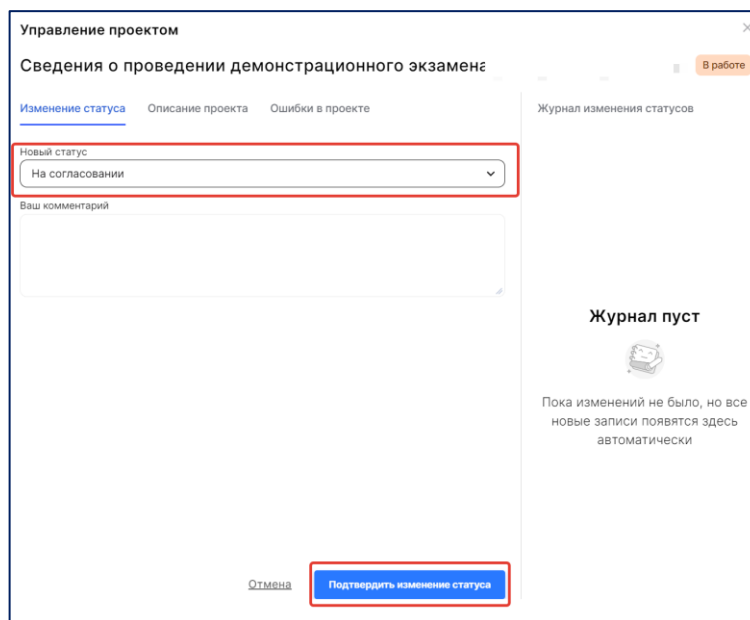 Управление проектом
Сведения о проведении демонстрационного экзамена
В работе
Изменение статуса
Описание проекта
Ошибки в проекте
Журнал изменения статусов
Новый статус
На согласовании
Ваш комментарий
Журнал пуст
Пока изменений не было, но все
новые записи появятся здесь
автоматически
Отмена
Подтвердить изменение статуса